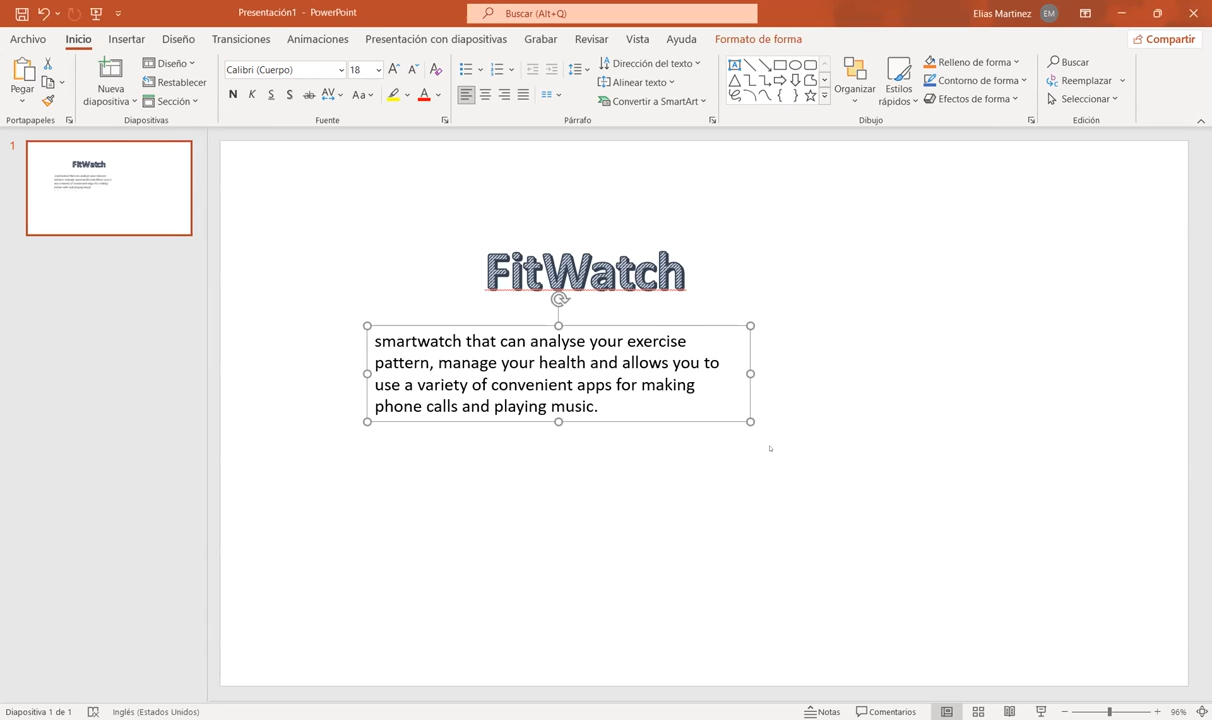 Presentación1 - PowerPoint
Buscar (Alt+Q)
Elias Martinez EM
Archivo Inicio Insertar Diseño Transiciones Animaciones Presentación con diapositivas Grabar Revisar Vista Ayuda Formato de forma Compartir
Pegar
Nueva diapositiva
Diseño
Restablecer
Sección
Calibri (Cuerpo) 18
N K S S ab AV Aa A
Dirección del texto
Alinear texto
Convertir a SmartArt
Organizar
Estilos rápidos
Relleno de forma
Contorno de forma
Efectos de forma
Buscar
Reemplazar
Seleccionar
Portapapeles Diapositivas Fuente Párrafo Dibujo Edición
1
FitWatch
FitWatch
smartwatch that can analyse your exercise
pattern, manage your health and allows you to
use a variety of convenient apps for making
phone calls and playing music.
Diapositiva 1 de 1 Inglés (Estados Unidos) Notas Comentarios 96%